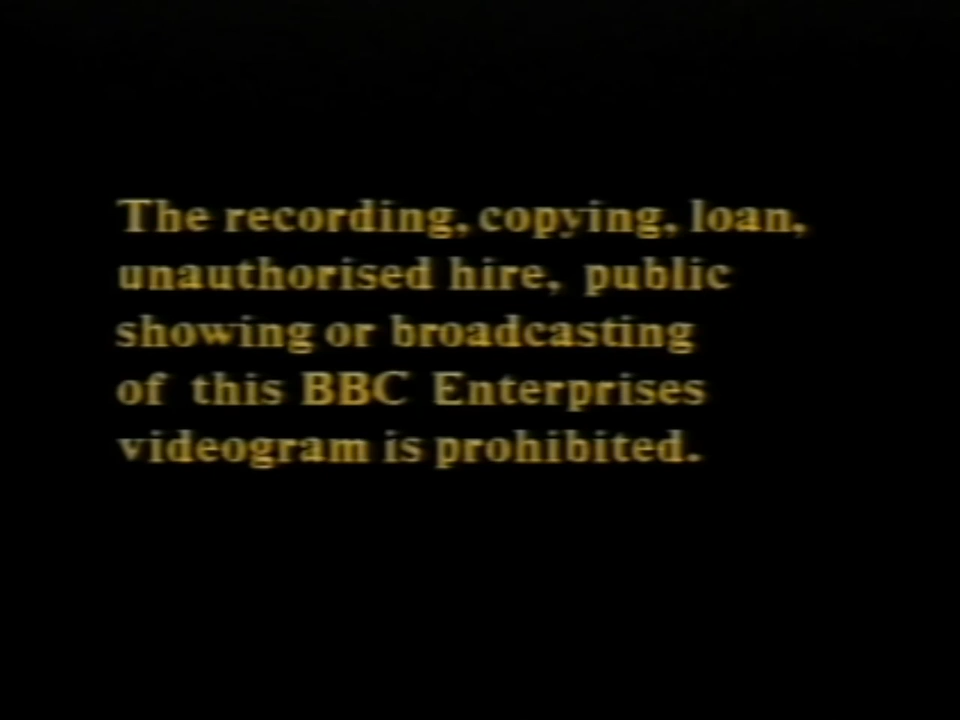 The recording, copying, loan,
unauthorised hire, public
showing or broadcasting
of this BBC Enterprises
videogram is prohibited.